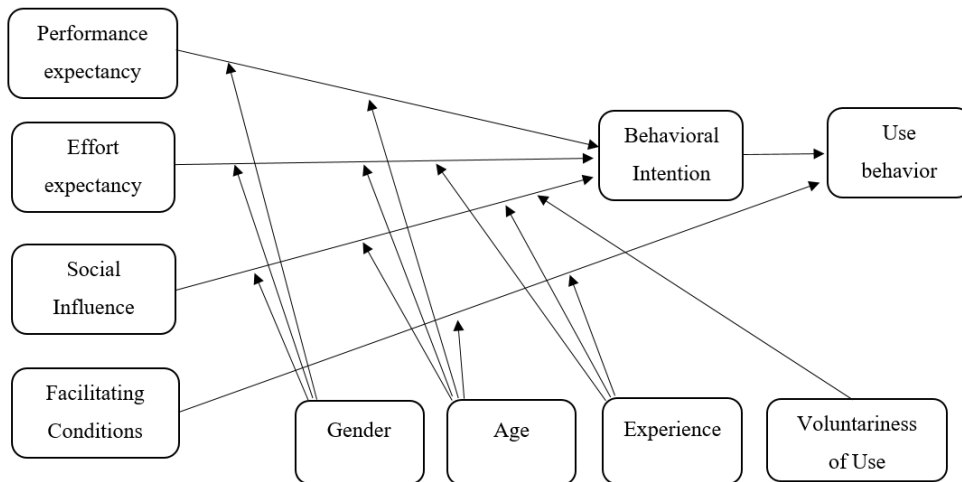 Performance
expectancy
Effort
expectancy
Social
Influence
Facilitating
Conditions
Behavioral
Intention
Use
behavior
Gender
Age
Experience
Voluntariness
of Use